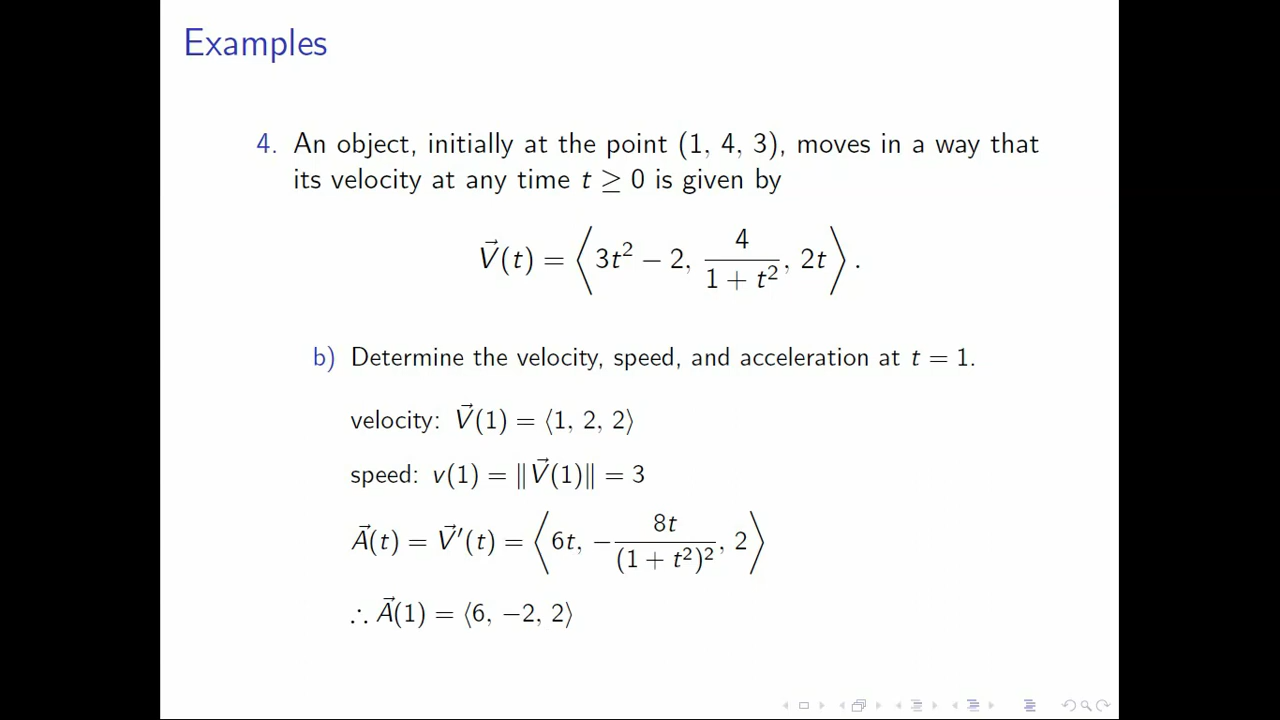 Examples
4. An object, initially at the point (1, 4, 3), moves in a way that
its velocity at any time t ≥ 0 is given by
V⃗(t) = ⟨3t² − 2, 4/(1 + t²), 2t⟩.
b) Determine the velocity, speed, and acceleration at t = 1.
velocity: V⃗(1) = ⟨1, 2, 2⟩
speed: v(1) = ‖V⃗(1)‖ = 3
A⃗(t) = V⃗′(t) = ⟨6t, −8t/(1 + t²)², 2⟩
∴ A⃗(1) = ⟨6, −2, 2⟩